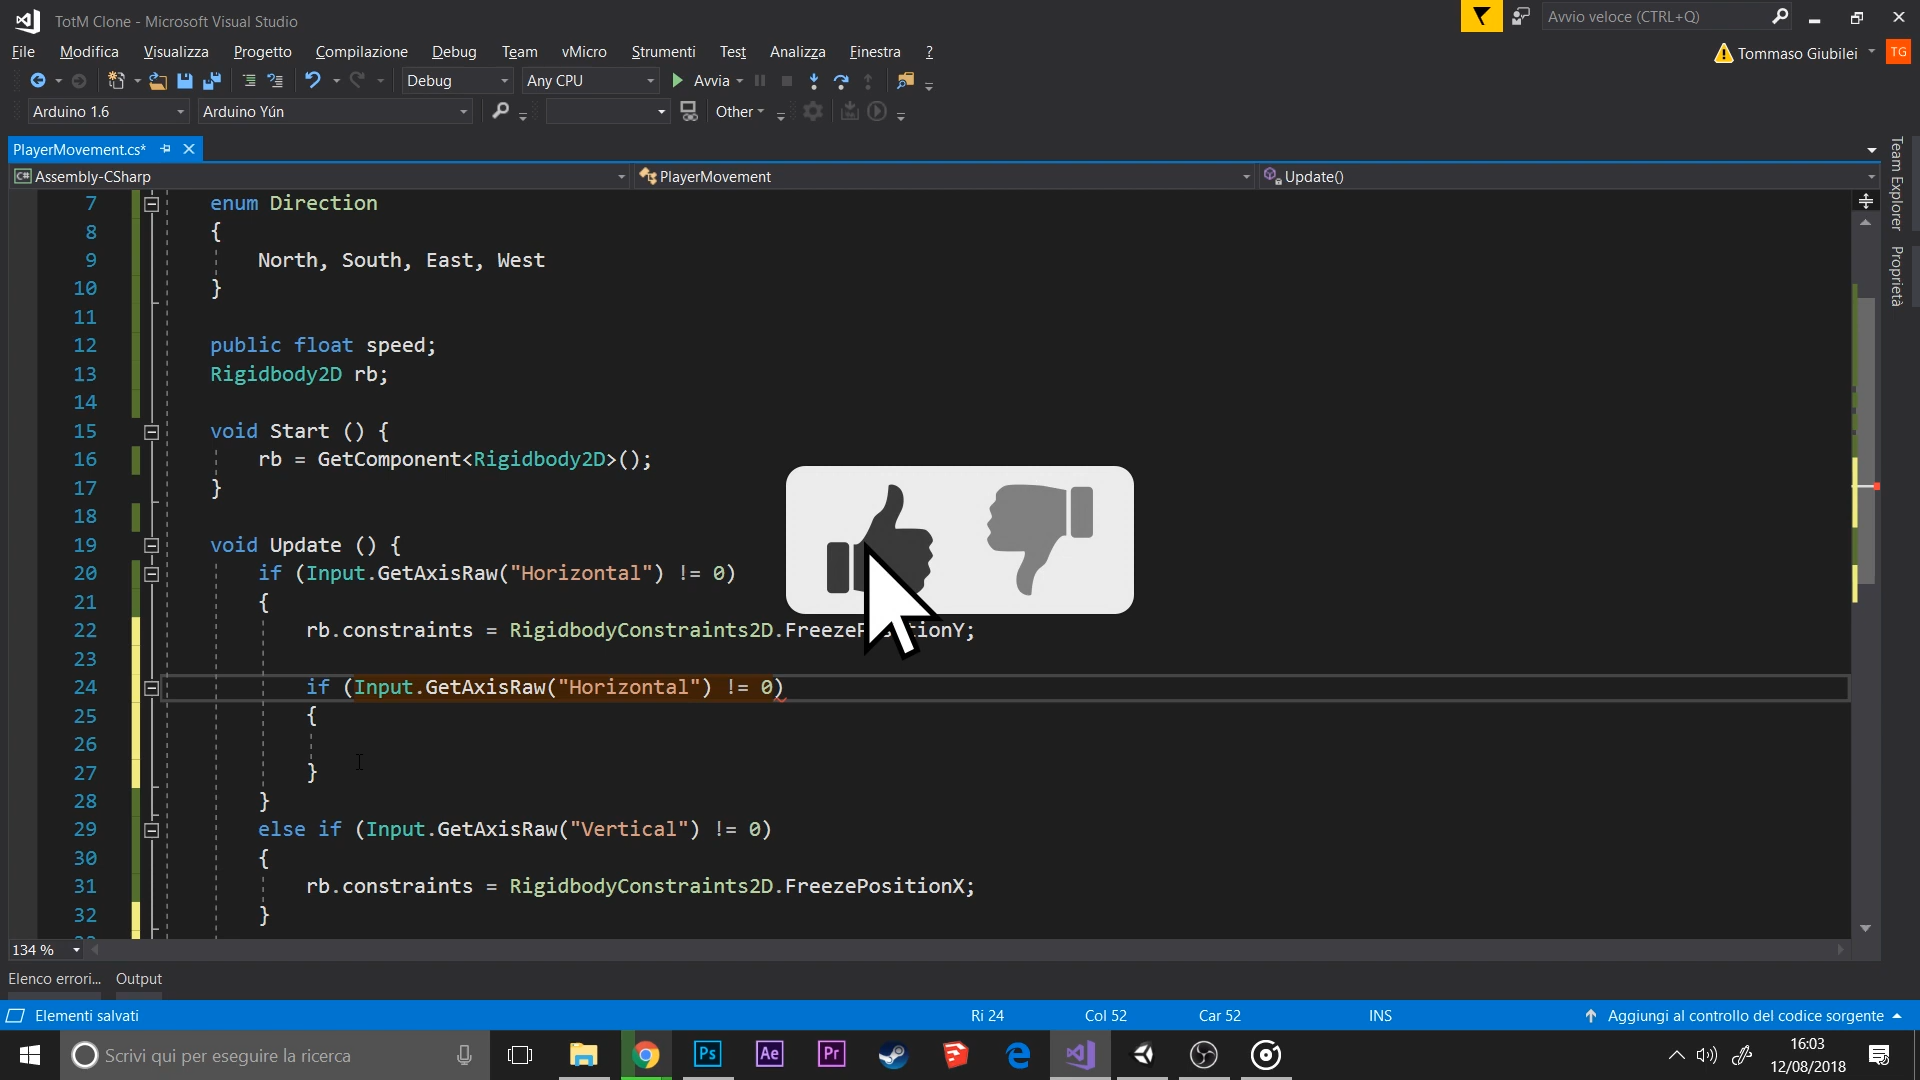 TotM Clone - Microsoft Visual Studio
Avvio veloce (CTRL+Q)
File Modifica Visualizza Progetto Compilazione Debug Team vMicro Strumenti Test Analizza Finestra ?
Tommaso Giubilei TG
Debug Any CPU Avvia
Arduino 1.6 Arduino Yún Other
PlayerMovement.cs*
Assembly-CSharp PlayerMovement Update()
Team Explorer
Proprietà
7 enum Direction
8 {
9 North, South, East, West
10 }
11
12 public float speed;
13 Rigidbody2D rb;
14
15 void Start () {
16 rb = GetComponent<Rigidbody2D>();
17 }
18
19 void Update () {
20 if (Input.GetAxisRaw("Horizontal") != 0)
21 {
22 rb.constraints = RigidbodyConstraints2D.FreezePositionY;
23
24 if (Input.GetAxisRaw("Horizontal") != 0)
25 {
26
27 }
28 }
29 else if (Input.GetAxisRaw("Vertical") != 0)
30 {
31 rb.constraints = RigidbodyConstraints2D.FreezePositionX;
32 }
134 %
Elenco errori... Output
Elementi salvati Ri 24 Col 52 Car 52 INS Aggiungi al controllo del codice sorgente
Scrivi qui per eseguire la ricerca
Ps Ae Pr
16:03
12/08/2018